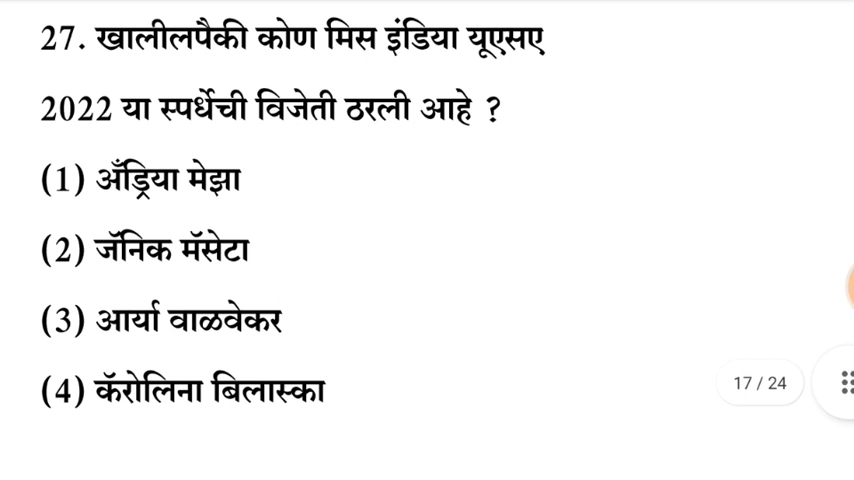 27. खालीलपैकी कोण मिस इंडिया यूएसए
2022 या स्पर्धेची विजेती ठरली आहे ?
(1) अँड्रिया मेझा
(2) जॅनिक मॅसेटा
(3) आर्या वाळवेकर
(4) कॅरोलिना बिलास्का
17 / 24